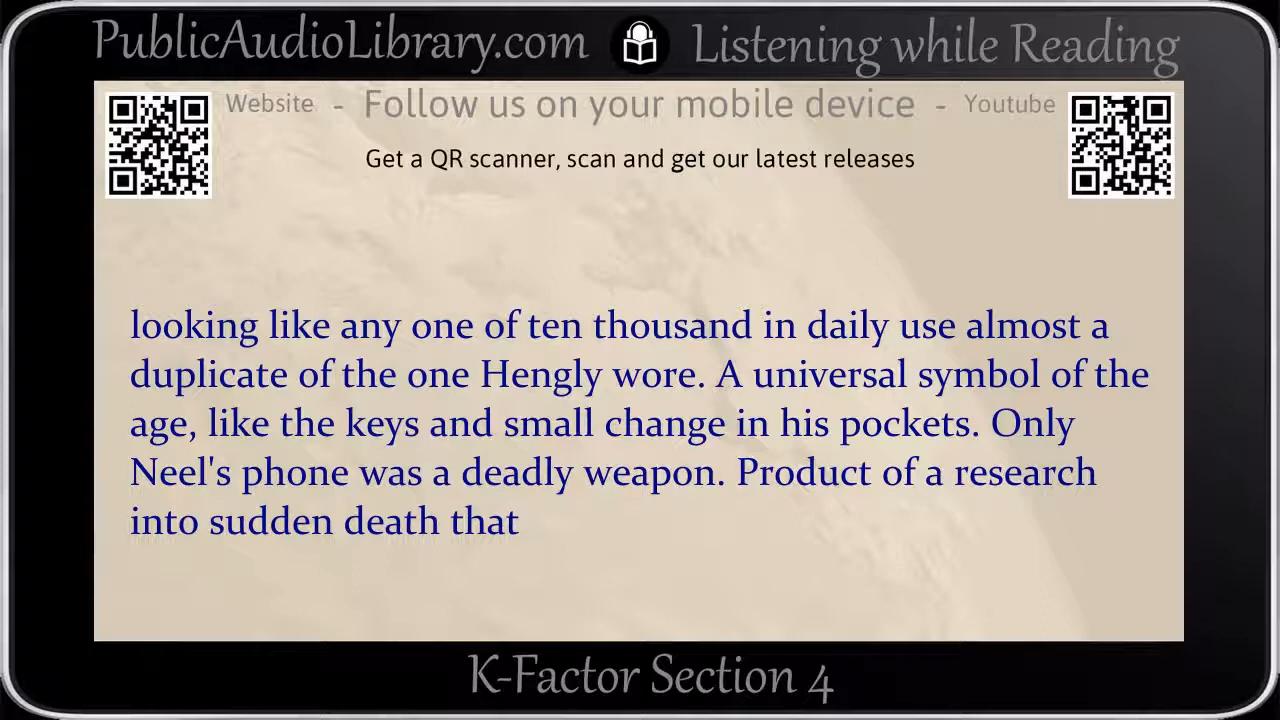 PublicAudioLibrary.com Listening while Reading
Website - Follow us on your mobile device - Youtube
Get a QR scanner, scan and get our latest releases
looking like any one of ten thousand in daily use almost a
duplicate of the one Hengly wore. A universal symbol of the
age, like the keys and small change in his pockets. Only
Neel's phone was a deadly weapon. Product of a research
into sudden death that
K-Factor Section 4